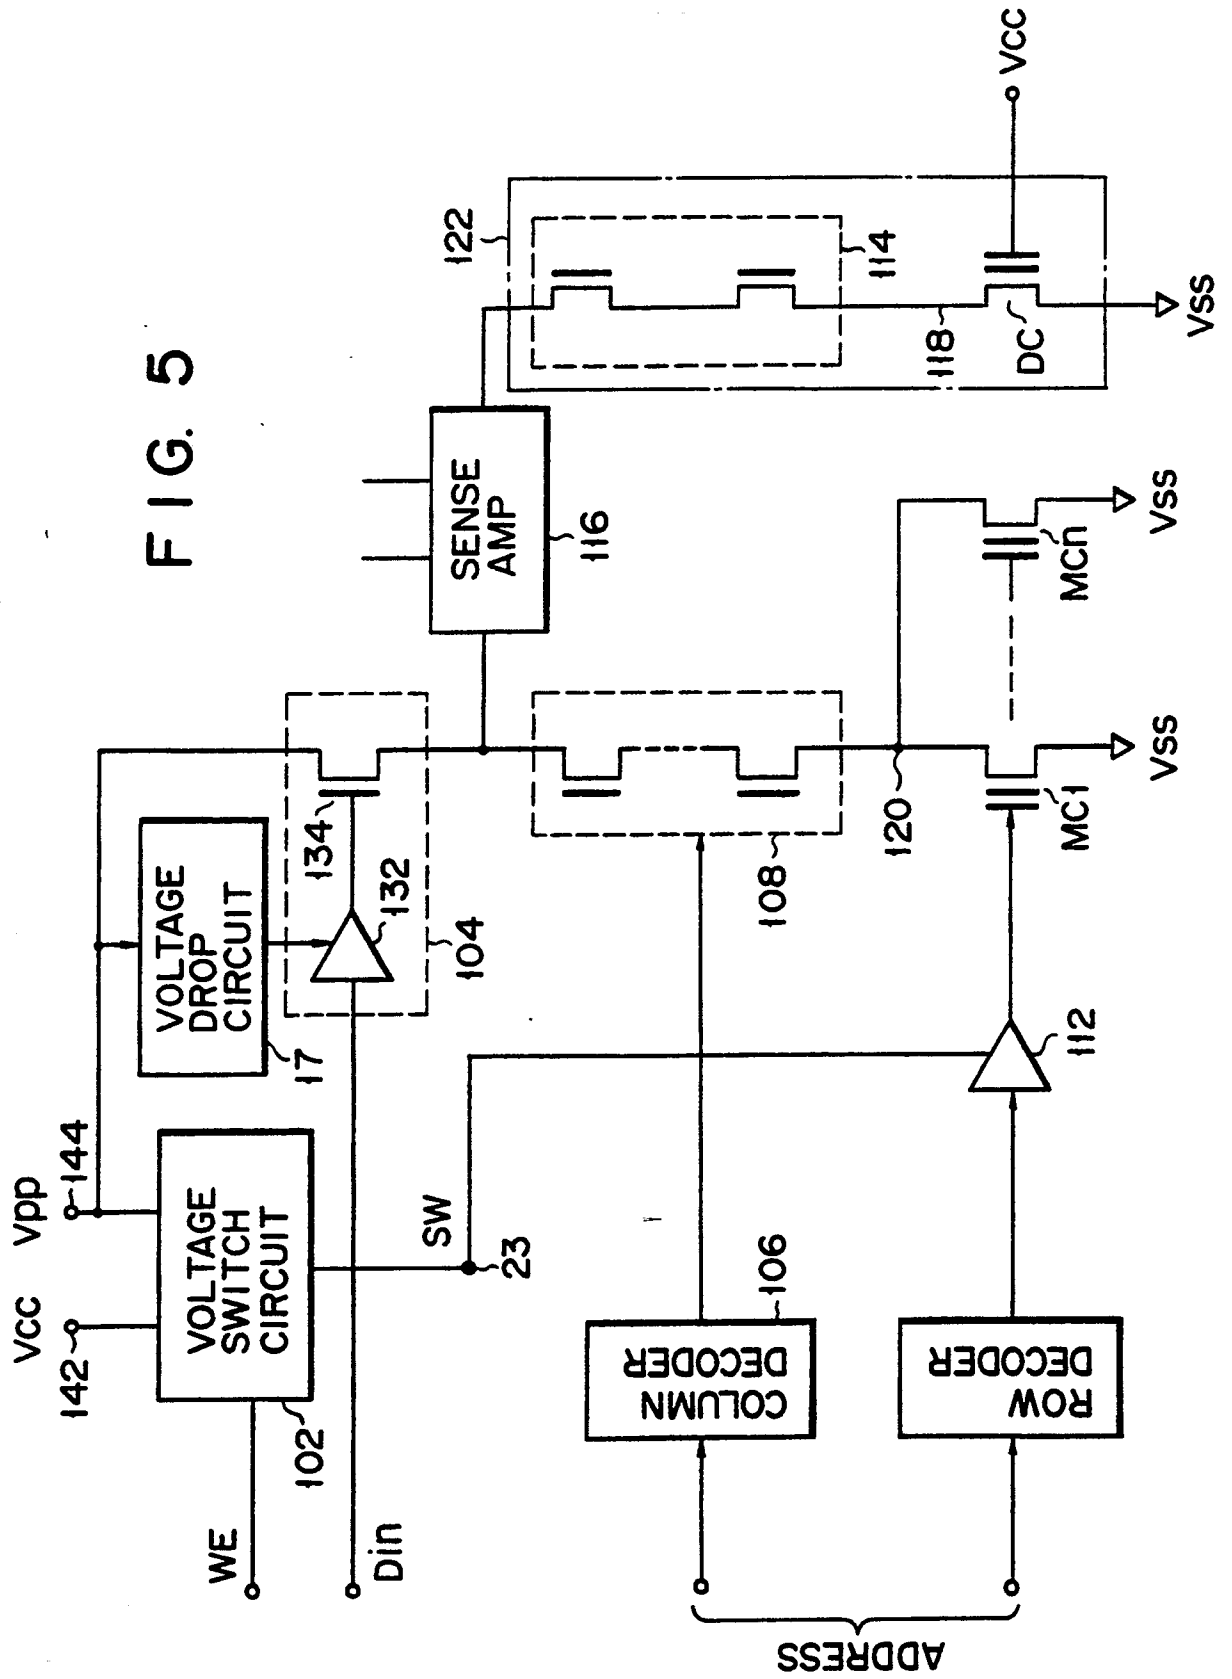 FIG. 5
Vcc
Vpp
142
144
VOLTAGE
SWITCH
CIRCUIT
102
WE
Din
VOLTAGE
DROP
CIRCUIT
17
134
132
104
SW
23
SENSE
AMP
116
122
114
118
DC
VCC
VSS
ADDRESS
COLUMN
DECODER
106
108
120
ROW
DECODER
112
MC1
VSS
MCn
VSS